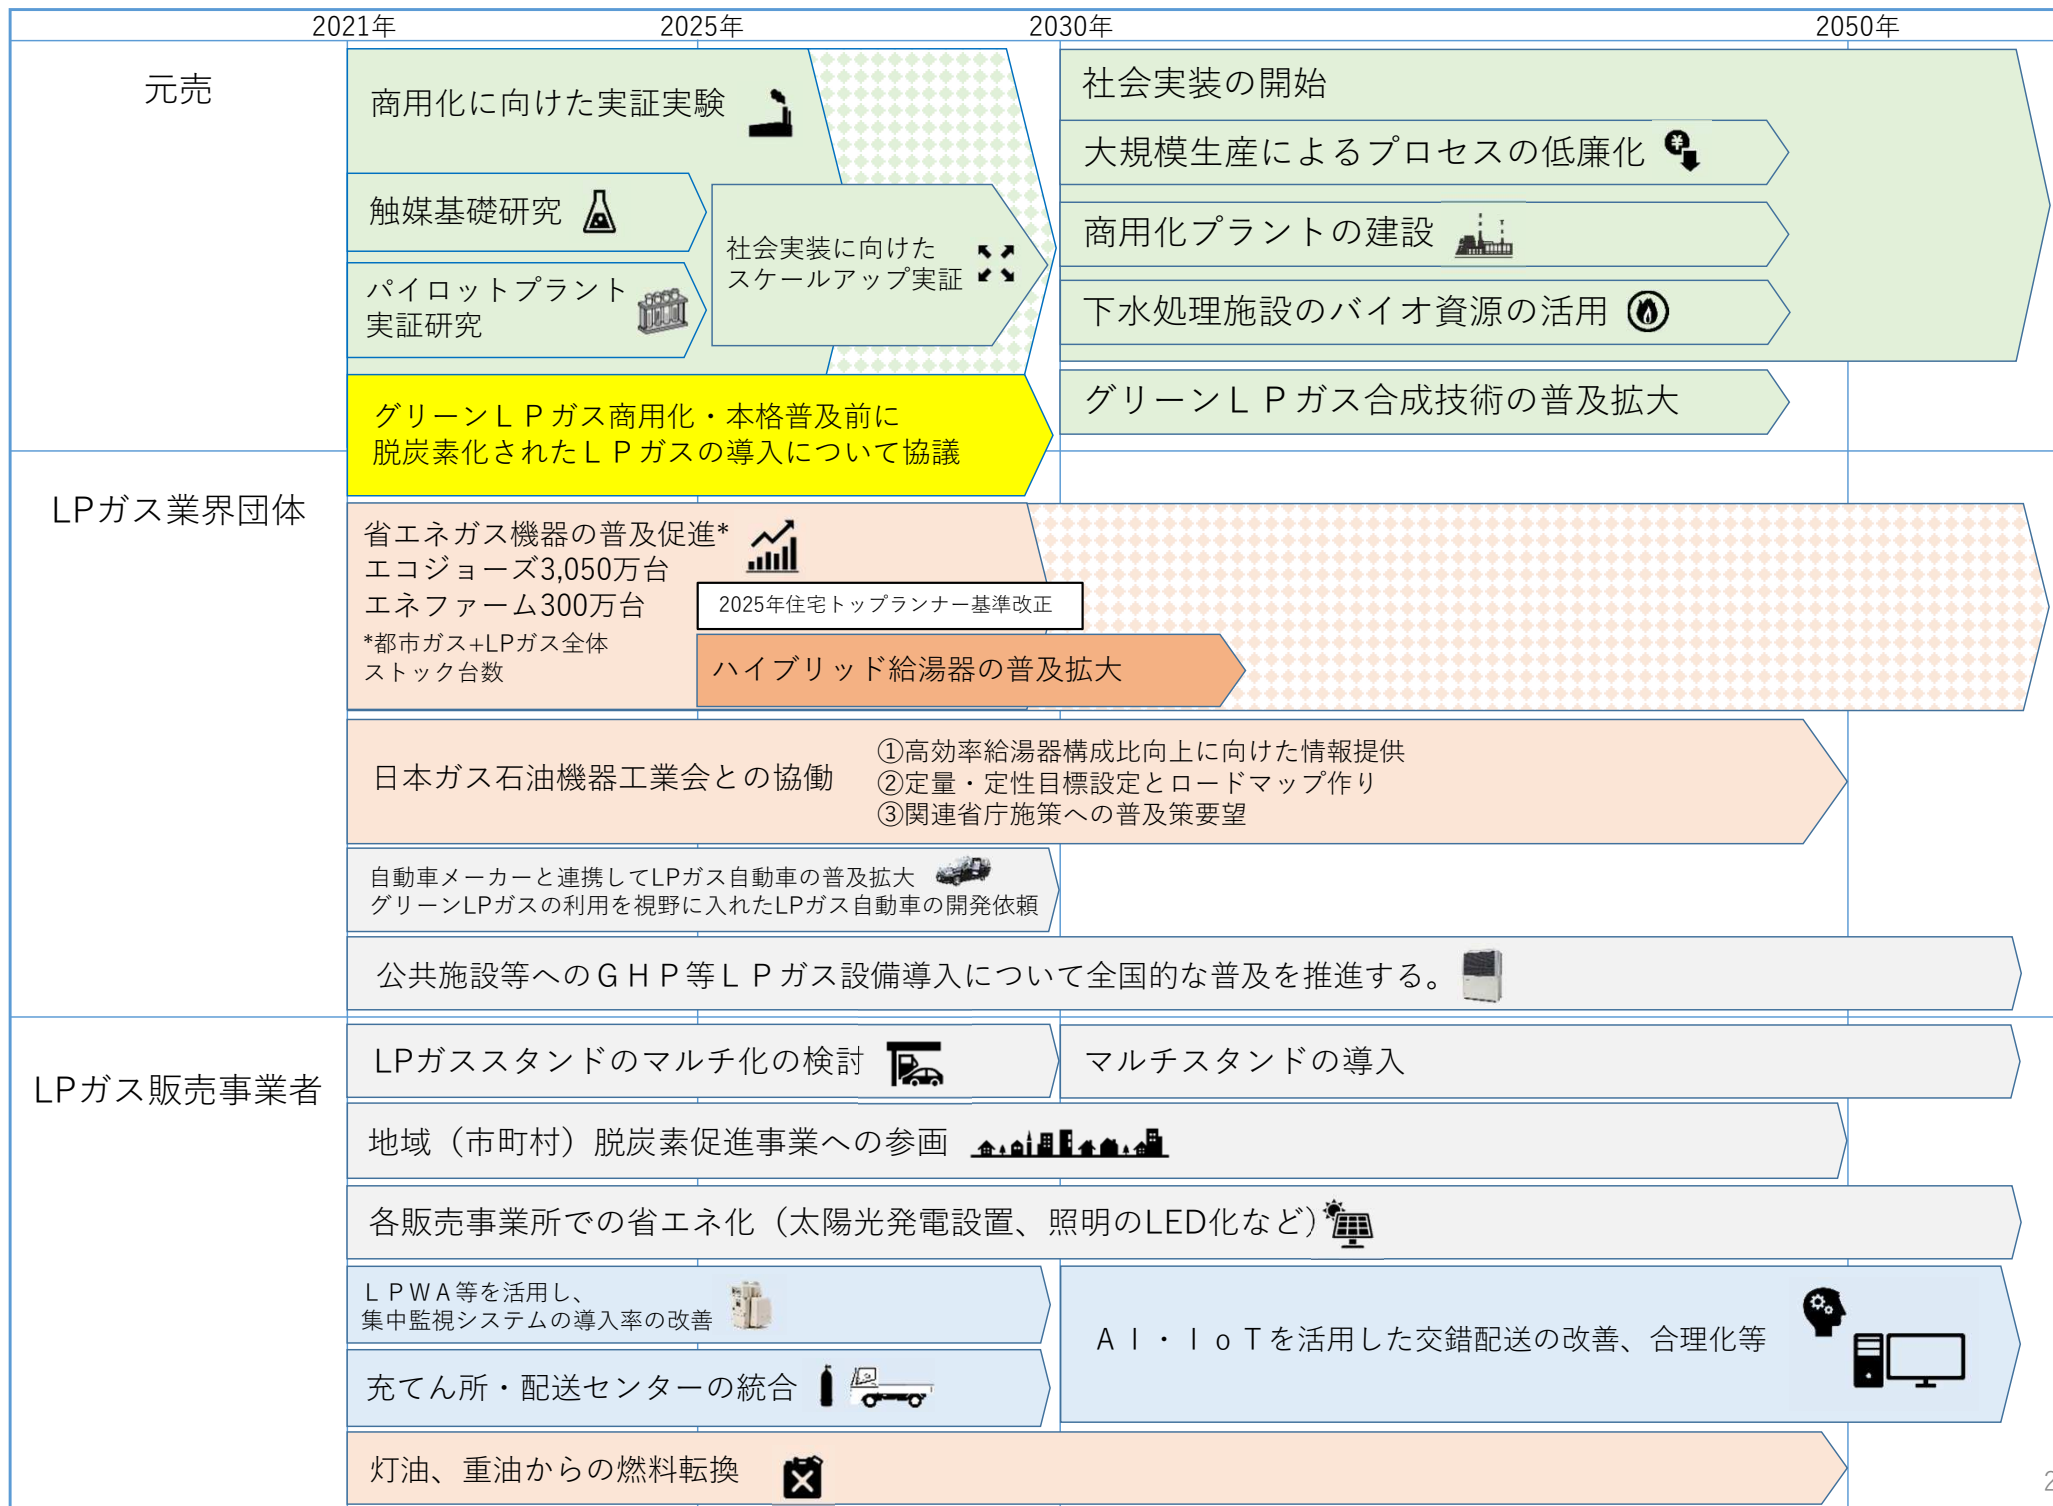 2021年
2025年
2030年
2050年
元売
商用化に向けた実証実験
触媒基礎研究
パイロットプラント
実証研究
社会実装に向けた
スケールアップ実証
社会実装の開始
大規模生産によるプロセスの低廉化
商用化プラントの建設
下水処理施設のバイオ資源の活用
グリーンＬＰガス合成技術の普及拡大
グリーンＬＰガス商用化・本格普及前に
脱炭素化されたＬＰガスの導入について協議
LPガス業界団体
省エネガス機器の普及促進*
エコジョーズ3,050万台
エネファーム300万台
*都市ガス+LPガス全体
ストック台数
2025年住宅トップランナー基準改正
ハイブリッド給湯器の普及拡大
日本ガス石油機器工業会との協働
①高効率給湯器構成比向上に向けた情報提供
②定量・定性目標設定とロードマップ作り
③関連省庁施策への普及策要望
自動車メーカーと連携してLPガス自動車の普及拡大
グリーンLPガスの利用を視野に入れたLPガス自動車の開発依頼
公共施設等へのＧＨＰ等ＬＰガス設備導入について全国的な普及を推進する。
LPガス販売事業者
LPガススタンドのマルチ化の検討
マルチスタンドの導入
地域（市町村）脱炭素促進事業への参画
各販売事業所での省エネ化（太陽光発電設置、照明のLED化など）
ＬＰＷＡ等を活用し、
集中監視システムの導入率の改善
充てん所・配送センターの統合
ＡＩ・ＩｏＴを活用した交錯配送の改善、合理化等
灯油、重油からの燃料転換
2